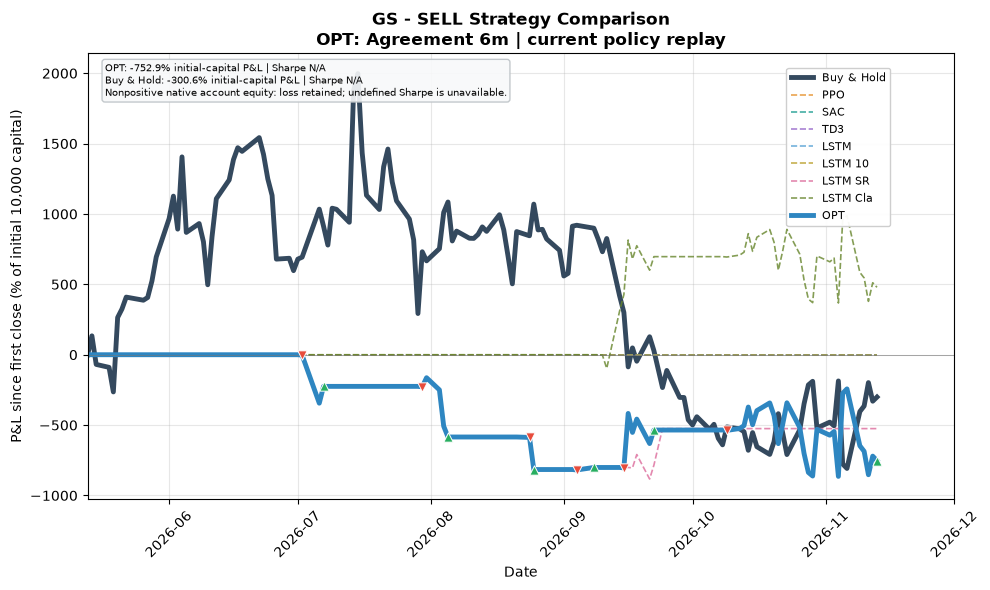 GS - SELL Strategy Comparison
OPT: Agreement 6m | current policy replay
OPT: -752.9% initial-capital P&L | Sharpe N/A
Buy & Hold: -300.6% initial-capital P&L | Sharpe N/A
Nonpositive native account equity: loss retained; undefined Sharpe is unavailable.
Buy & Hold
PPO
SAC
TD3
LSTM
LSTM 10
LSTM SR
LSTM Cla
OPT
P&L since first close (% of initial 10,000 capital)
2000
1500
1000
500
0
−500
−1000
2026-06
2026-07
2026-08
2026-09
2026-10
2026-11
2026-12
Date